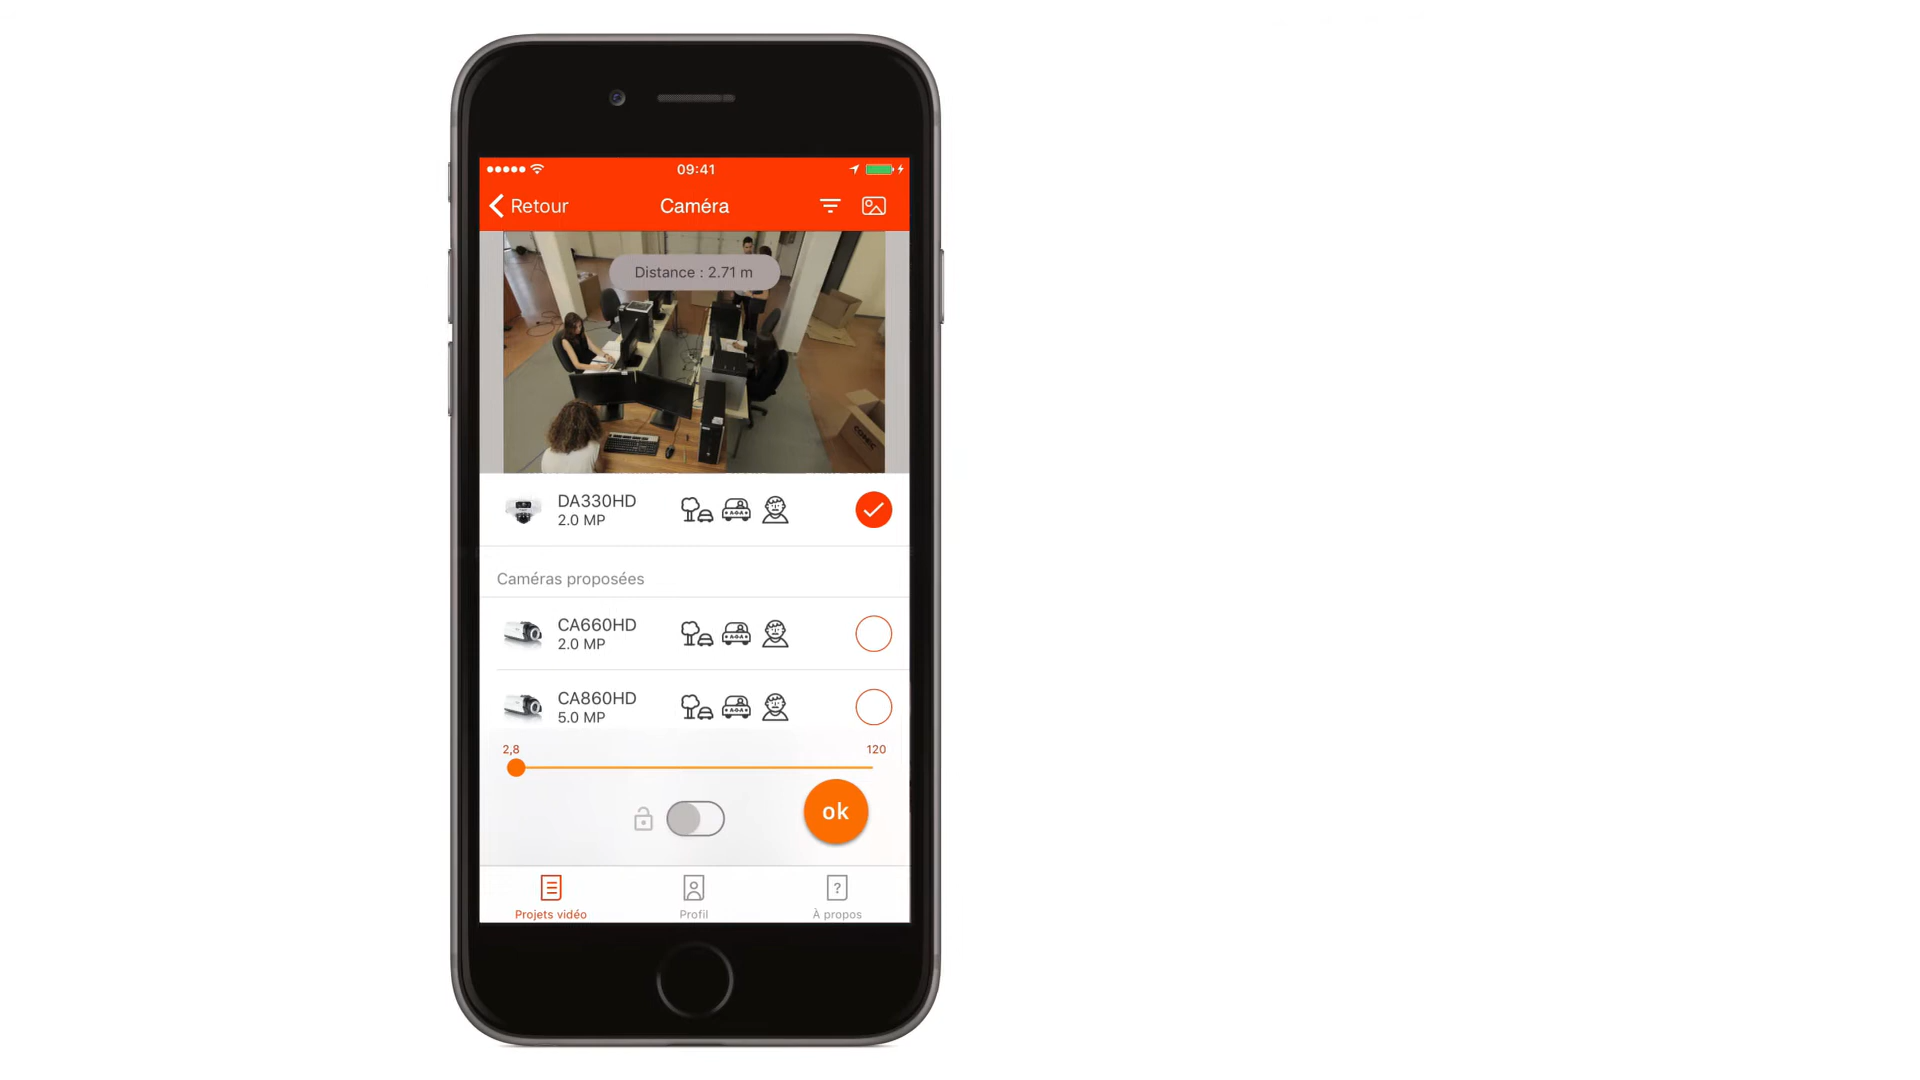 09:41
Retour
Caméra
Distance : 2.71 m
DA330HD
2.0 MP
Caméras proposées
CA660HD
2.0 MP
CA860HD
5.0 MP
2,8
120
ok
Projets vidéo
Profil
?
À propos